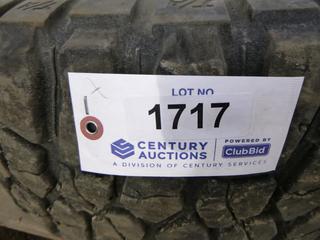 LOT NO
1717
CENTURY
AUCTIONS
POWERED BY
ClubBid
A DIVISION OF CENTURY SERVICES